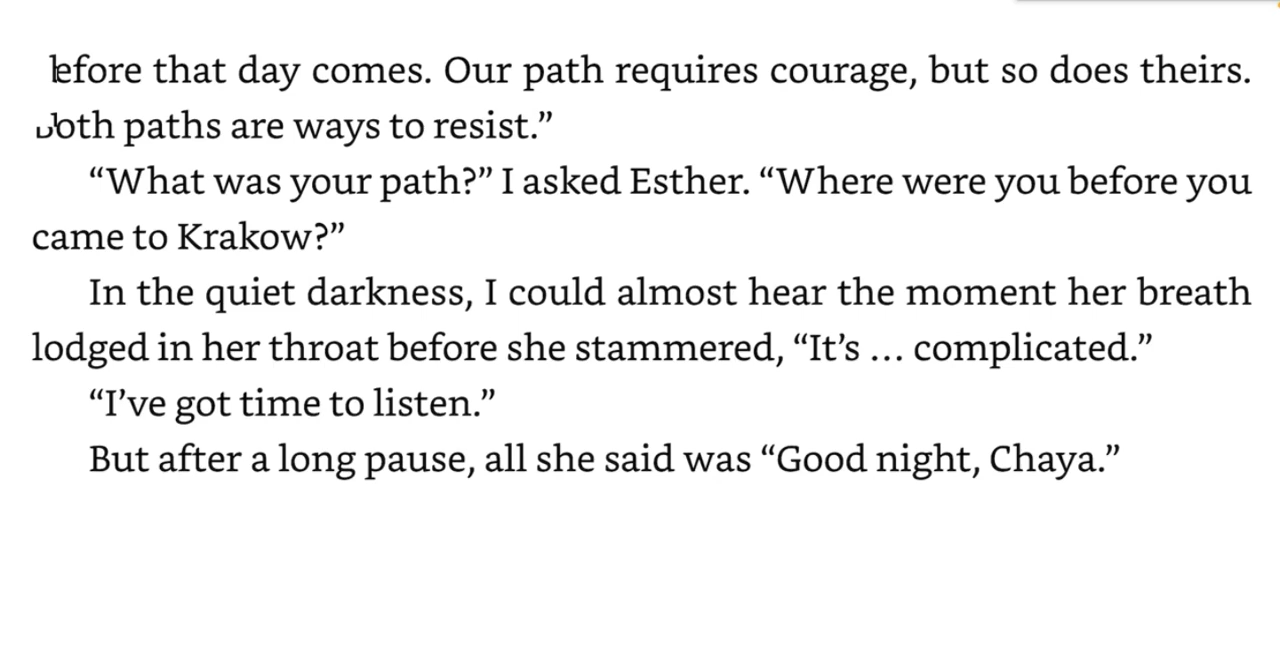 before that day comes. Our path requires courage, but so does theirs.
Both paths are ways to resist.”
“What was your path?” I asked Esther. “Where were you before you
came to Krakow?”
In the quiet darkness, I could almost hear the moment her breath
lodged in her throat before she stammered, “It’s … complicated.”
“I’ve got time to listen.”
But after a long pause, all she said was “Good night, Chaya.”